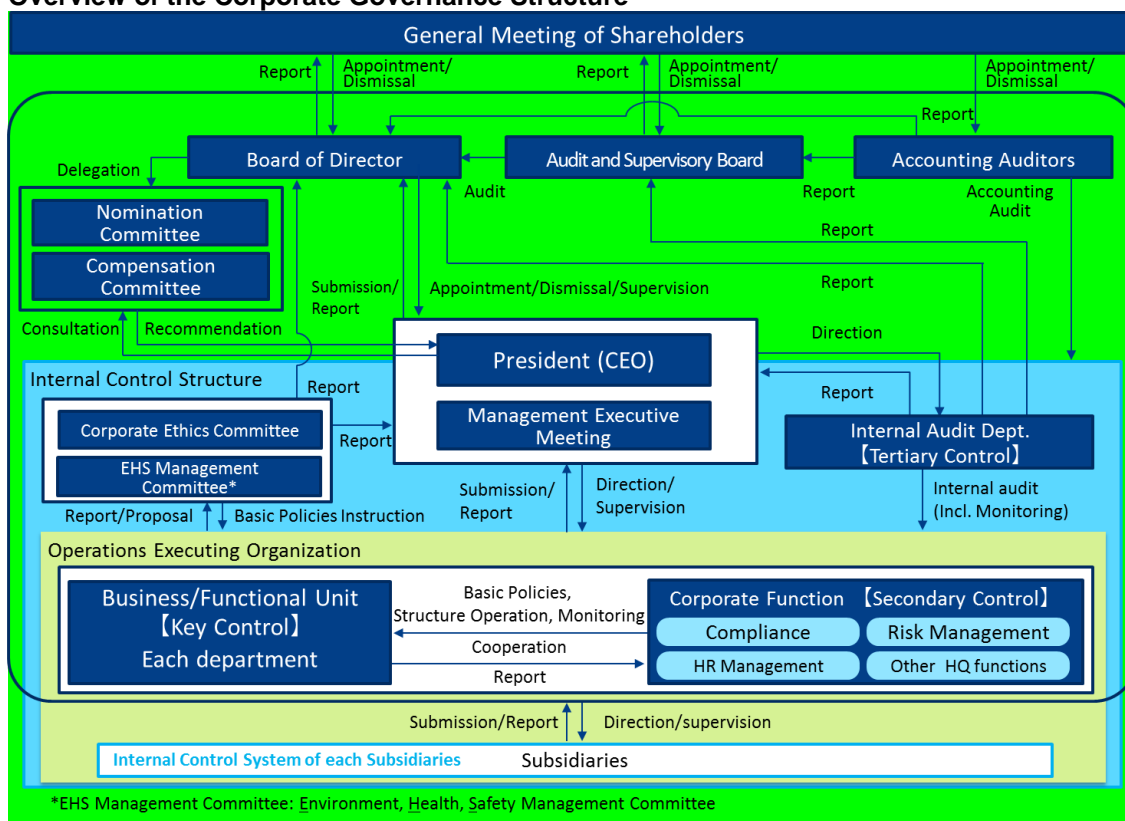 Overview of the Corporate Governance Structure
General Meeting of Shareholders
Report
Appointment/
Dismissal
Report
Appointment/
Dismissal
Appointment/
Dismissal
Report
Board of Director
Audit and Supervisory Board
Accounting Auditors
Delegation
Audit
Report
Accounting
Audit
Nomination
Committee
Report
Compensation
Committee
Submission/
Report
Appointment/Dismissal/Supervision
Report
Consultation
Recommendation
Direction
President (CEO)
Internal Control Structure
Report
Report
Corporate Ethics Committee
Report
Management Executive
Meeting
Internal Audit Dept.
【Tertiary Control】
EHS Management
Committee*
Submission/
Report
Direction/
Supervision
Internal audit
(Incl. Monitoring)
Report/Proposal
Basic Policies Instruction
Operations Executing Organization
Business/Functional Unit
【Key Control】
Each department
Basic Policies,
Structure Operation, Monitoring
Cooperation
Report
Corporate Function 【Secondary Control】
Compliance
Risk Management
HR Management
Other HQ functions
Submission/Report
Direction/supervision
Internal Control System of each Subsidiaries
Subsidiaries
*EHS Management Committee: Environment, Health, Safety Management Committee